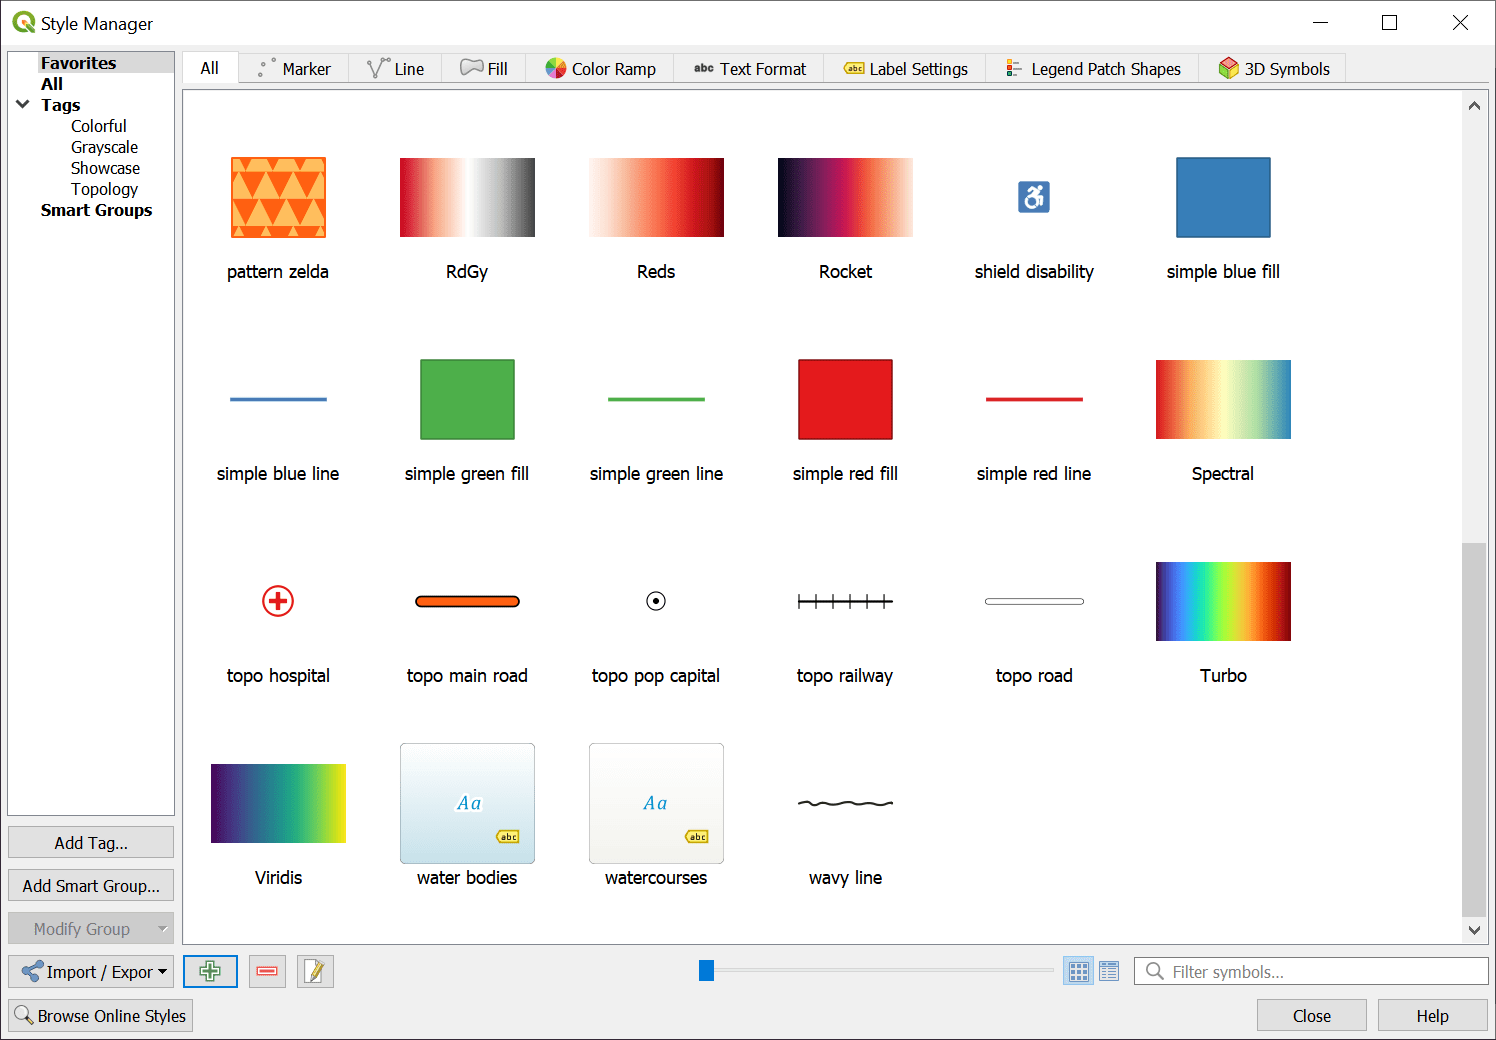 Style Manager
Favorites
All
Tags
Colorful
Grayscale
Showcase
Topology
Smart Groups
All
Marker
Line
Fill
Color Ramp
abc Text Format
abc Label Settings
Legend Patch Shapes
3D Symbols
pattern zelda
RdGy
Reds
Rocket
shield disability
simple blue fill
simple blue line
simple green fill
simple green line
simple red fill
simple red line
Spectral
topo hospital
topo main road
topo pop capital
topo railway
topo road
Turbo
Aa
abc
Aa
abc
Viridis
water bodies
watercourses
wavy line
Add Tag...
Add Smart Group...
Modify Group
Import / Expor
Filter symbols...
Browse Online Styles
Close
Help